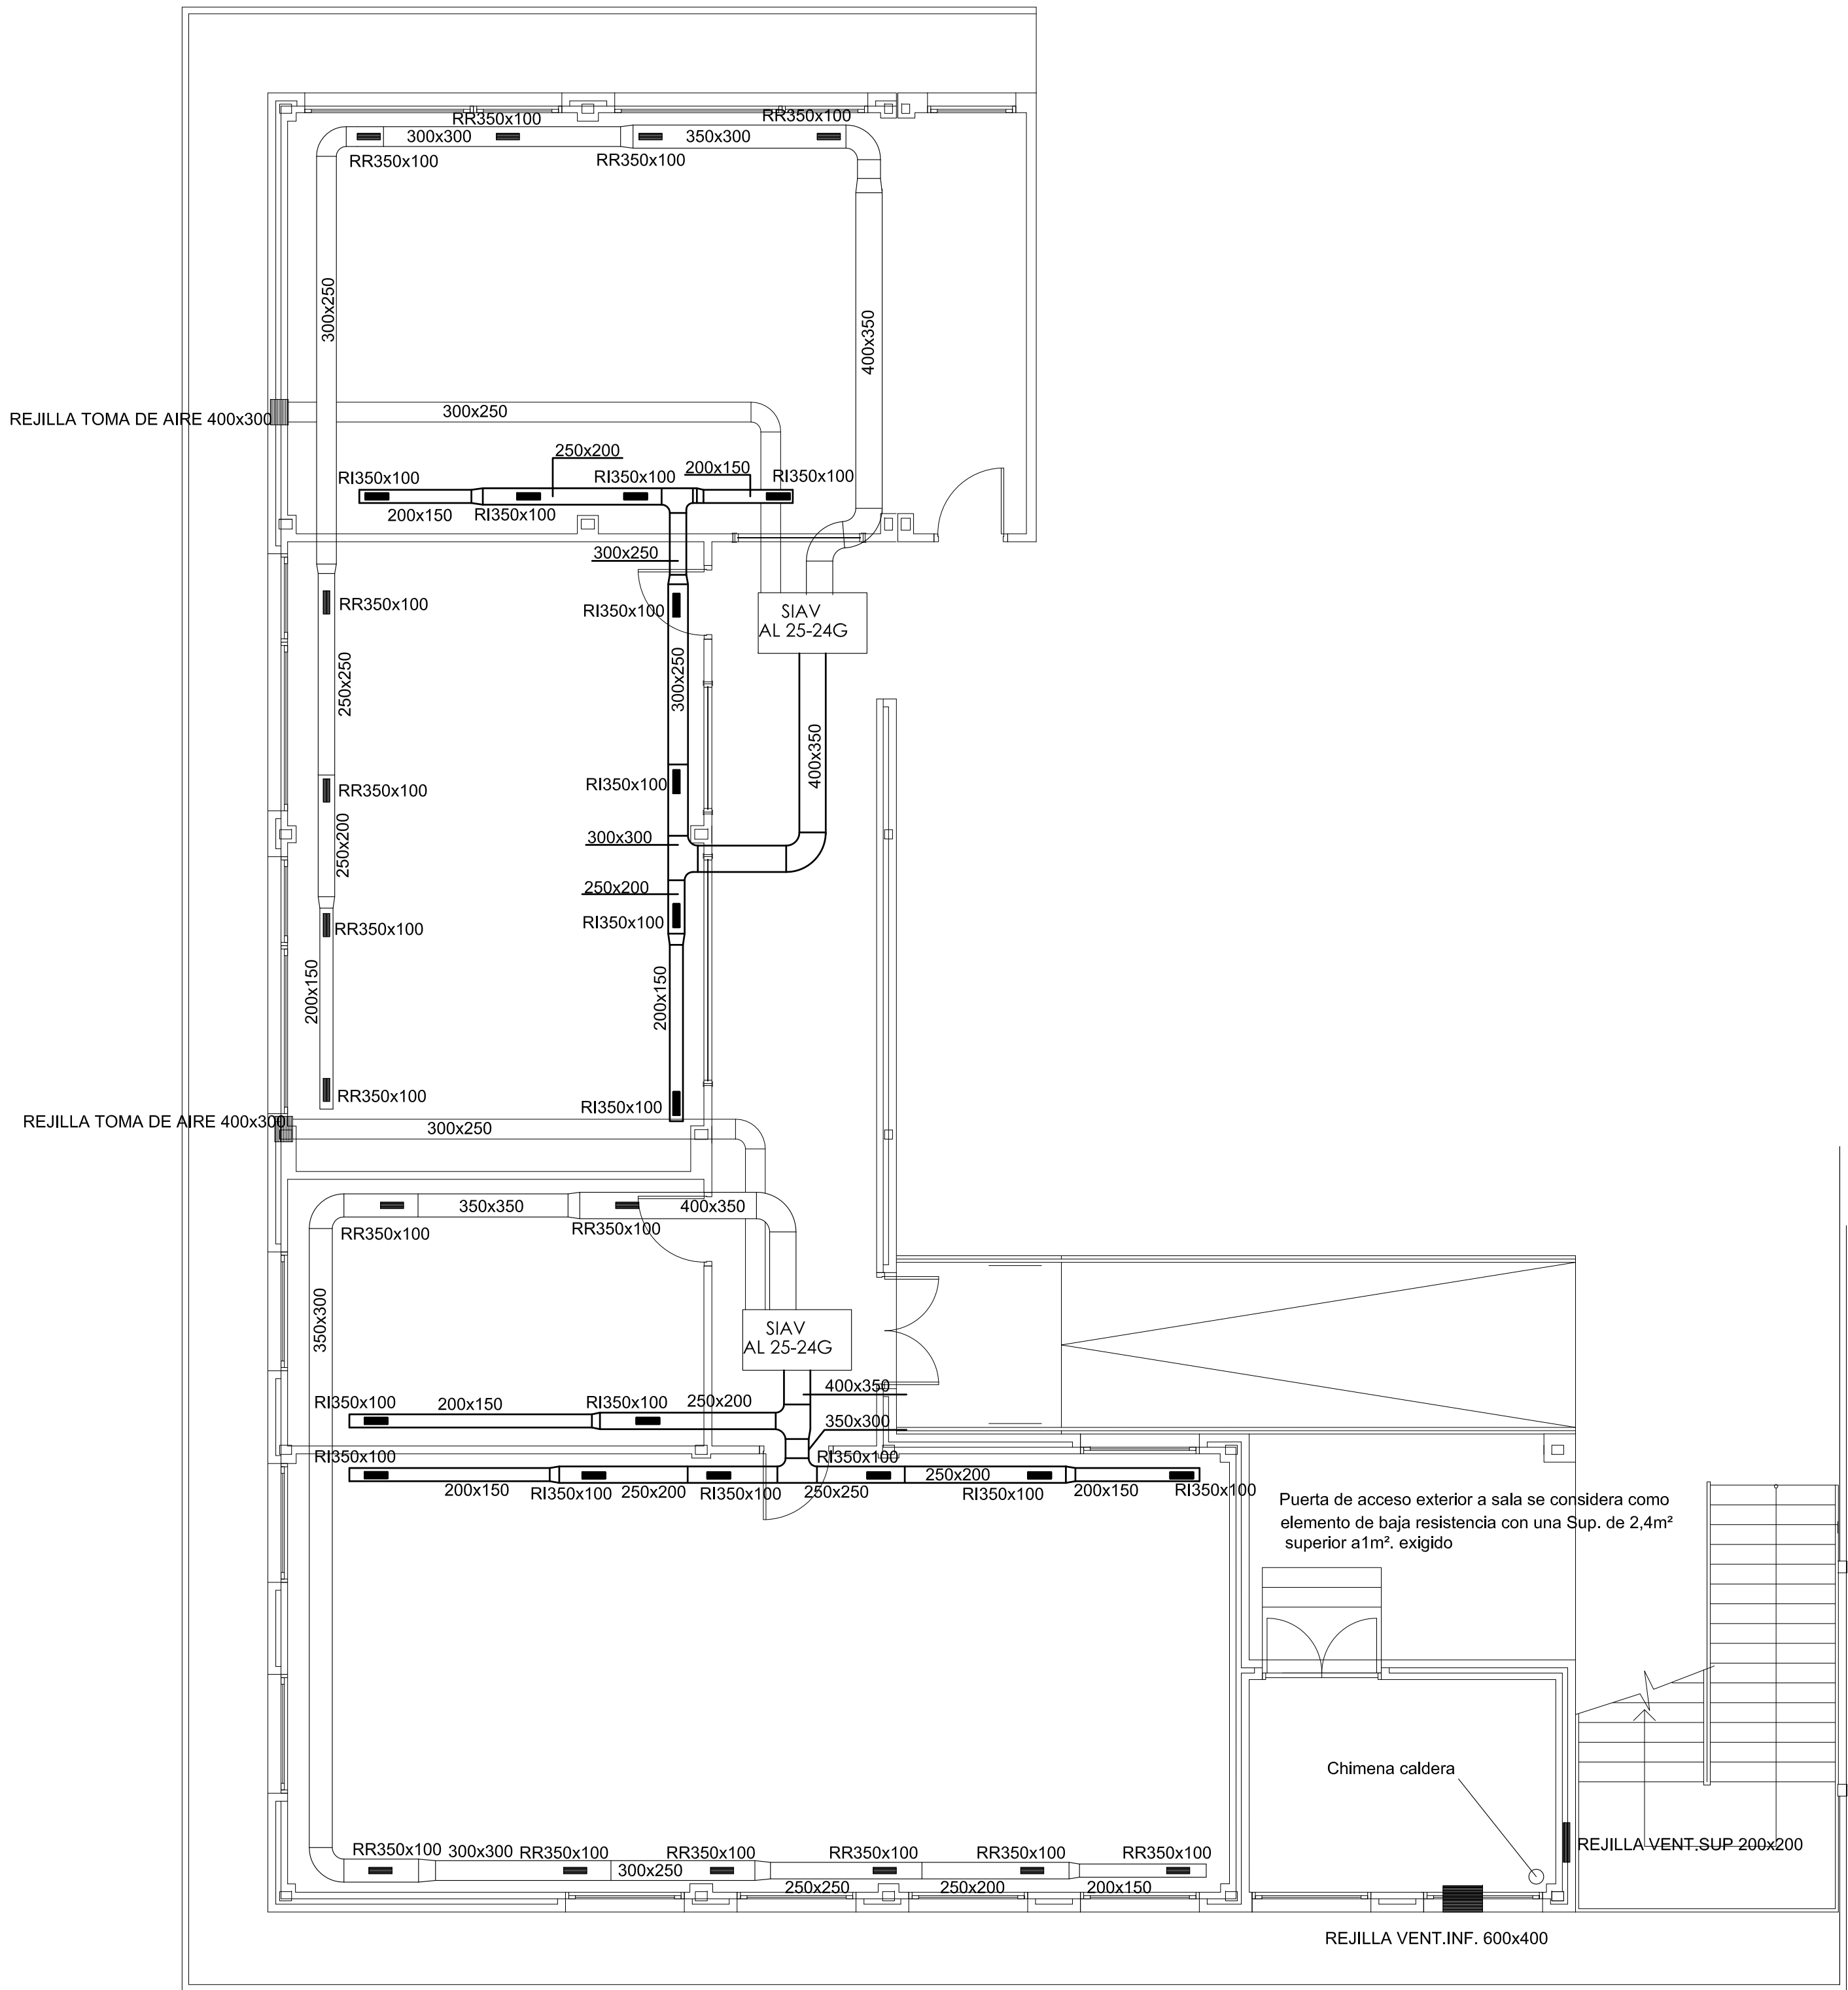 RR350x100
RR350x100
300x300
350x300
RR350x100
RR350x100
300x250
400x350
REJILLA TOMA DE AIRE 400x300
300x250
250x200
RI350x100
RI350x100
200x150
RI350x100
200x150
RI350x100
300x250
RR350x100
RI350x100
SIAV
AL 25-24G
250x250
300x250
400x350
RR350x100
RI350x100
250x200
300x300
250x200
RR350x100
RI350x100
200x150
200x150
RR350x100
RI350x100
REJILLA TOMA DE AIRE 400x300
300x250
350x350
400x350
RR350x100
RR350x100
350x300
SIAV
AL 25-24G
400x350
RI350x100
200x150
RI350x100
250x200
350x300
RI350x100
RI350x100
250x200
200x150
RI350x100
250x200
RI350x100
250x250
RI350x100
200x150
RI350x100
Puerta de acceso exterior a sala se considera como
elemento de baja resistencia con una Sup. de 2,4m²
superior a1m². exigido
Chimena caldera
REJILLA VENT.SUP 200x200
RR350x100
300x300
RR350x100
RR350x100
RR350x100
RR350x100
RR350x100
300x250
250x250
250x200
200x150
REJILLA VENT.INF. 600x400